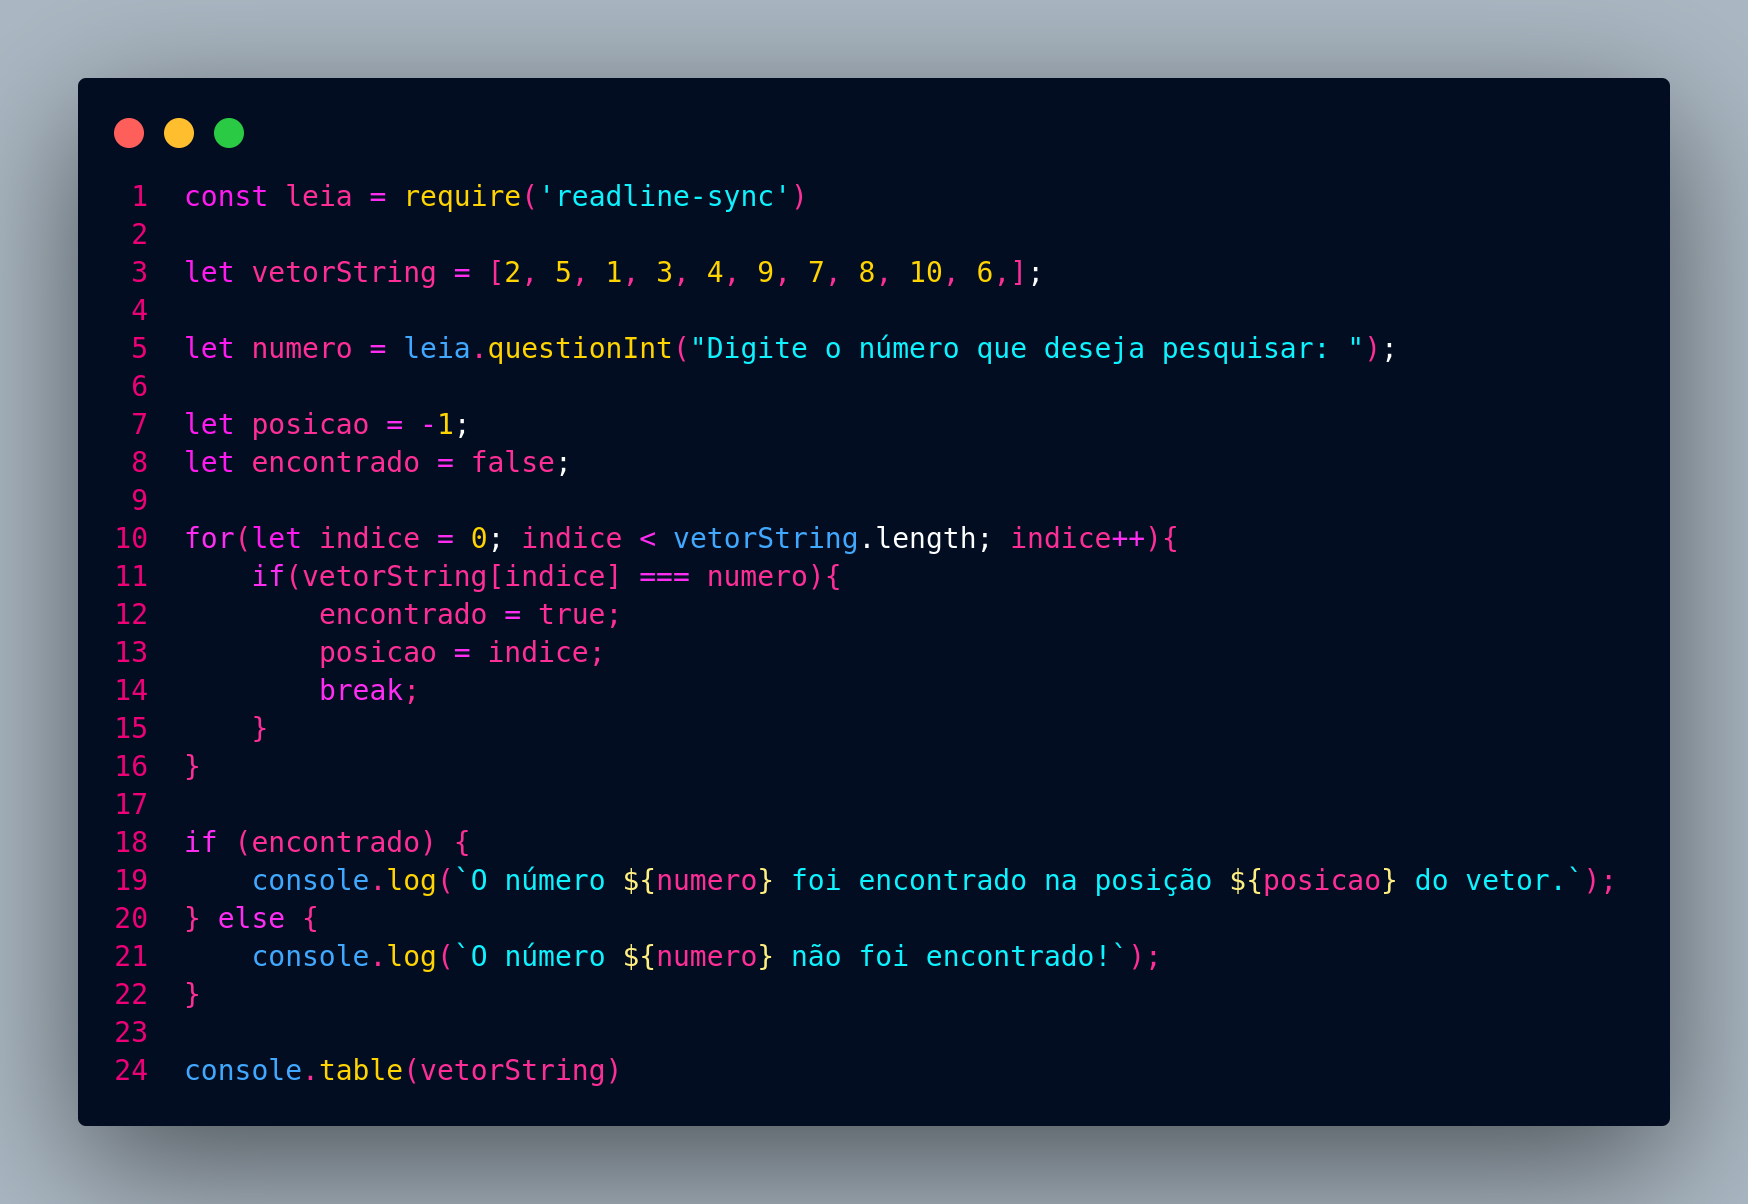 1 const leia = require('readline-sync')
2
3 let vetorString = [2, 5, 1, 3, 4, 9, 7, 8, 10, 6,];
4
5 let numero = leia.questionInt("Digite o número que deseja pesquisar: ");
6
7 let posicao = -1;
8 let encontrado = false;
9
10 for(let indice = 0; indice < vetorString.length; indice++){
11     if(vetorString[indice] === numero){
12         encontrado = true;
13         posicao = indice;
14         break;
15     }
16 }
17
18 if (encontrado) {
19     console.log(`O número ${numero} foi encontrado na posição ${posicao} do vetor.`);
20 } else {
21     console.log(`O número ${numero} não foi encontrado!`);
22 }
23
24 console.table(vetorString)